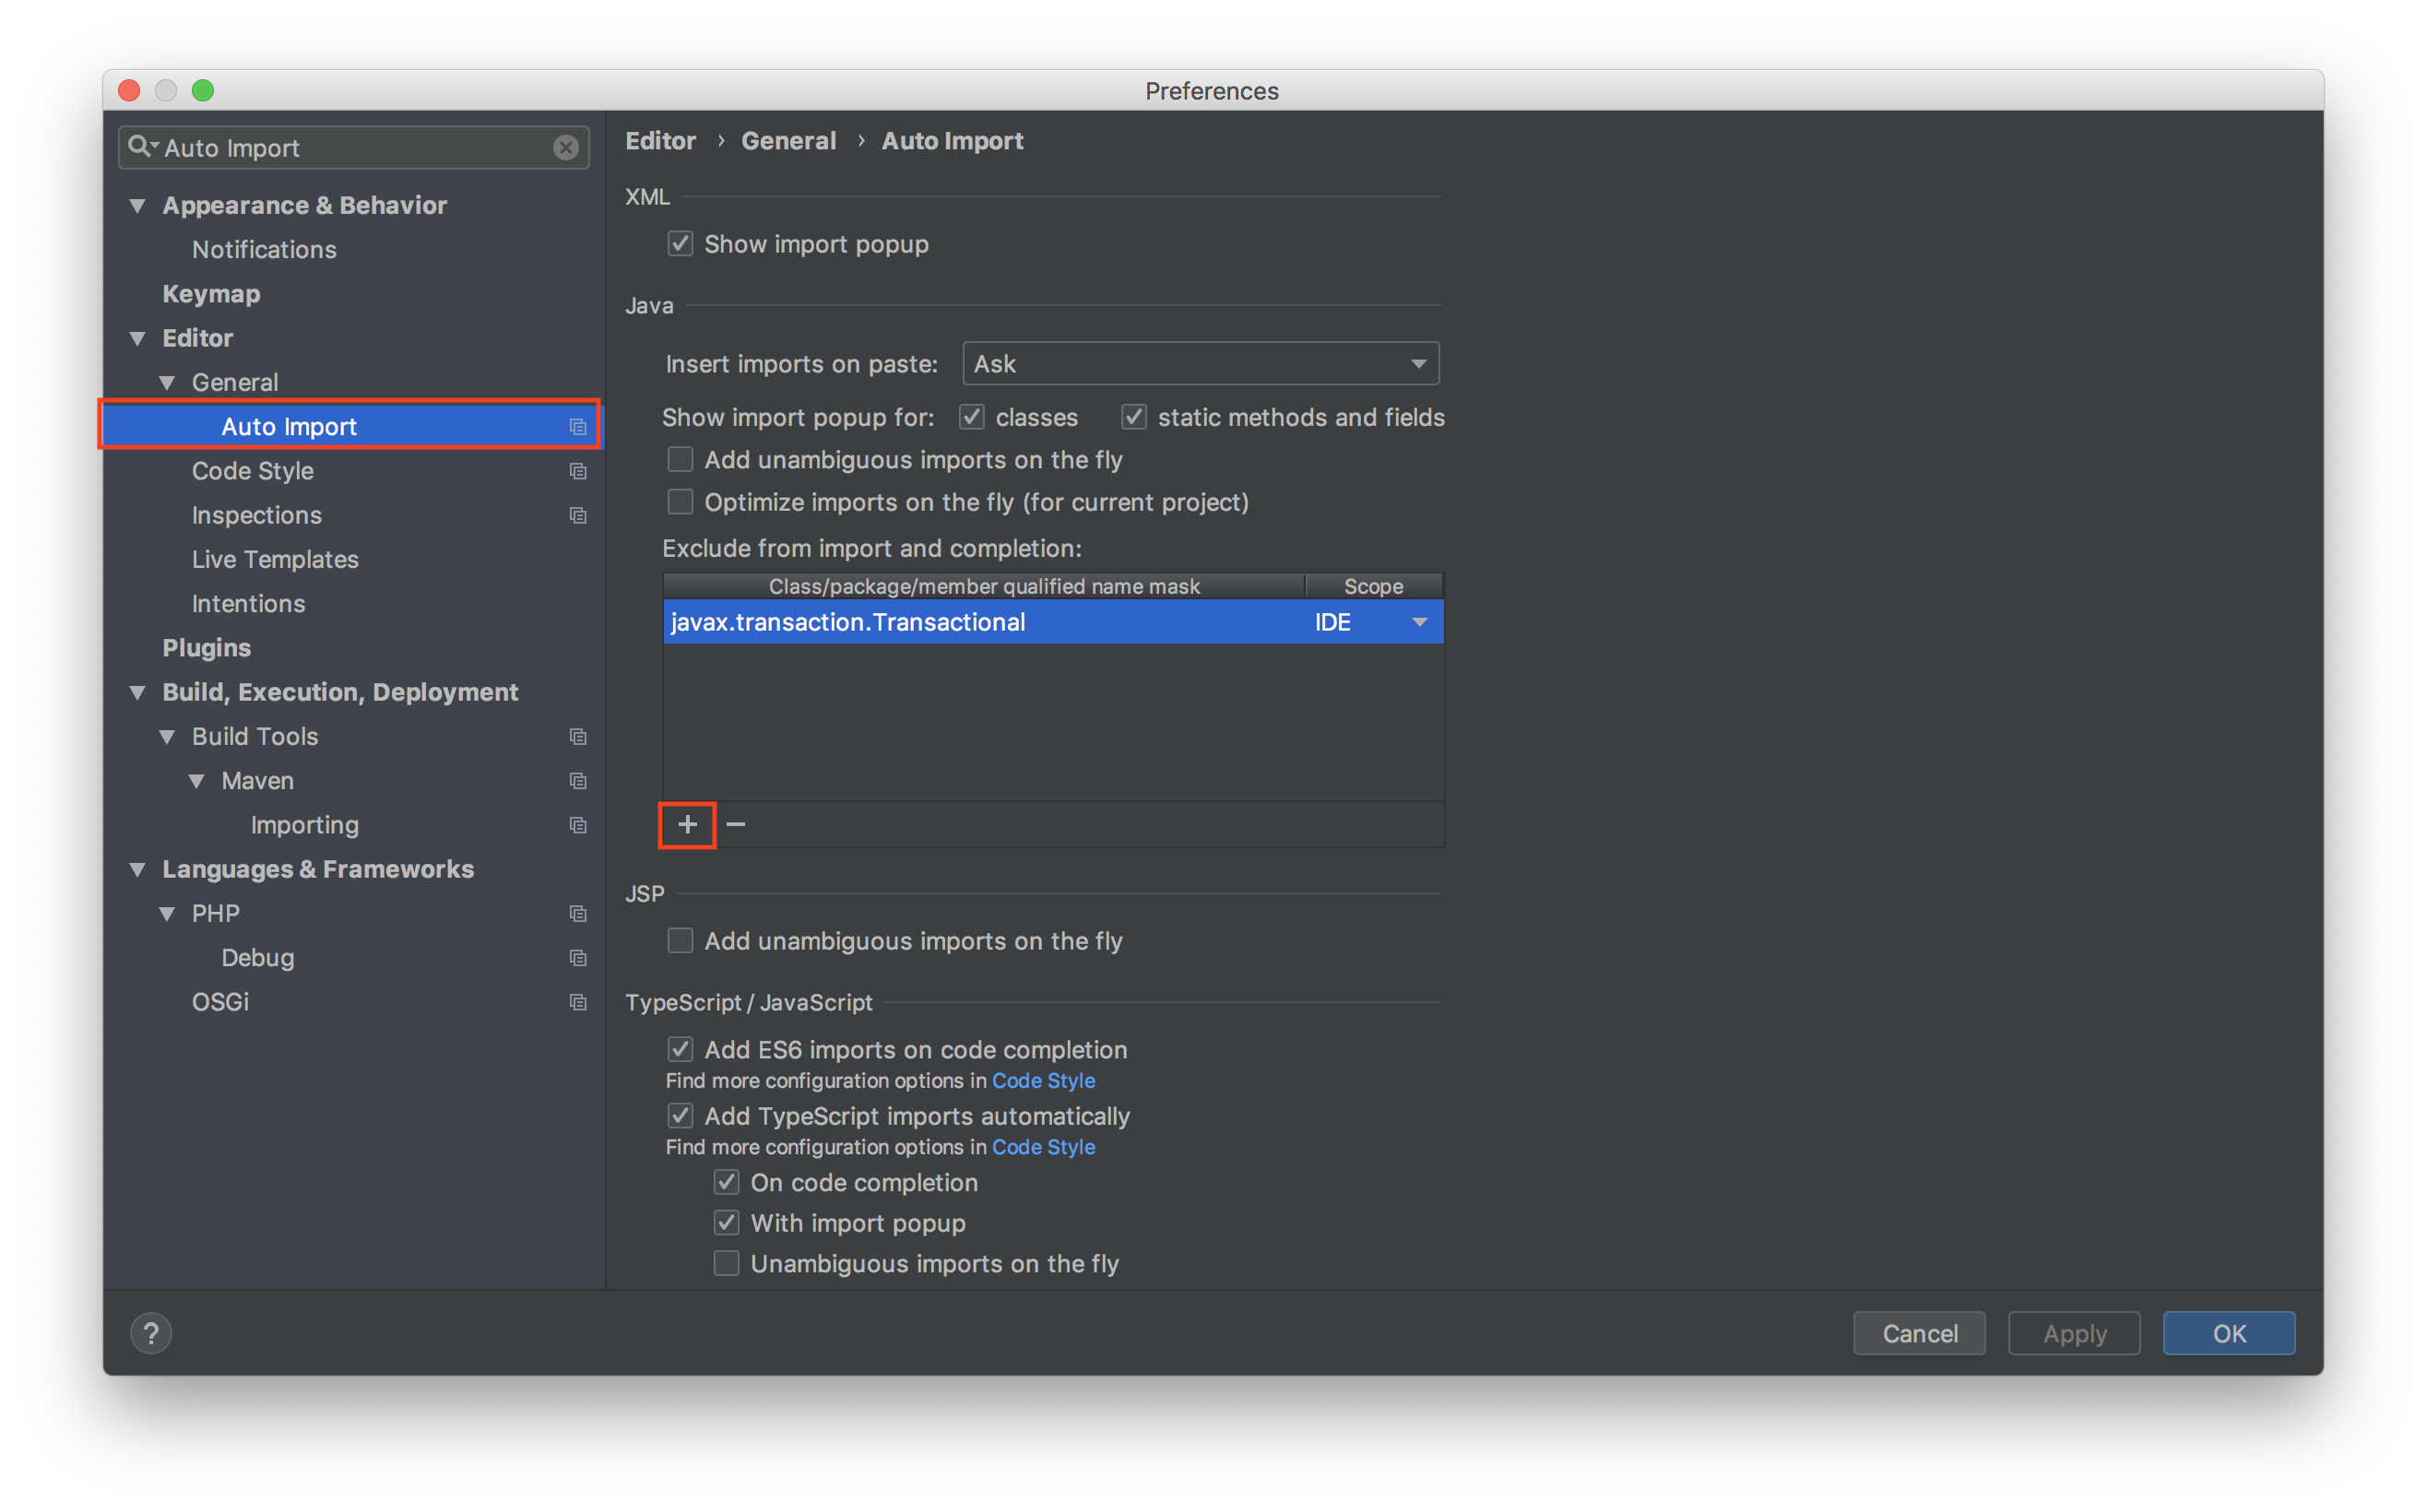 Preferences
Auto Import
Appearance & Behavior
Notifications
Keymap
Editor
General
Auto Import
Code Style
Inspections
Live Templates
Intentions
Plugins
Build, Execution, Deployment
Build Tools
Maven
Importing
Languages & Frameworks
PHP
Debug
OSGi
Editor › General › Auto Import
XML
Show import popup
Java
Insert imports on paste: Ask
Show import popup for: classes static methods and fields
Add unambiguous imports on the fly
Optimize imports on the fly (for current project)
Exclude from import and completion:
Class/package/member qualified name mask Scope
javax.transaction.Transactional IDE
JSP
Add unambiguous imports on the fly
TypeScript / JavaScript
Add ES6 imports on code completion
Find more configuration options in Code Style
Add TypeScript imports automatically
Find more configuration options in Code Style
On code completion
With import popup
Unambiguous imports on the fly
? Cancel Apply OK